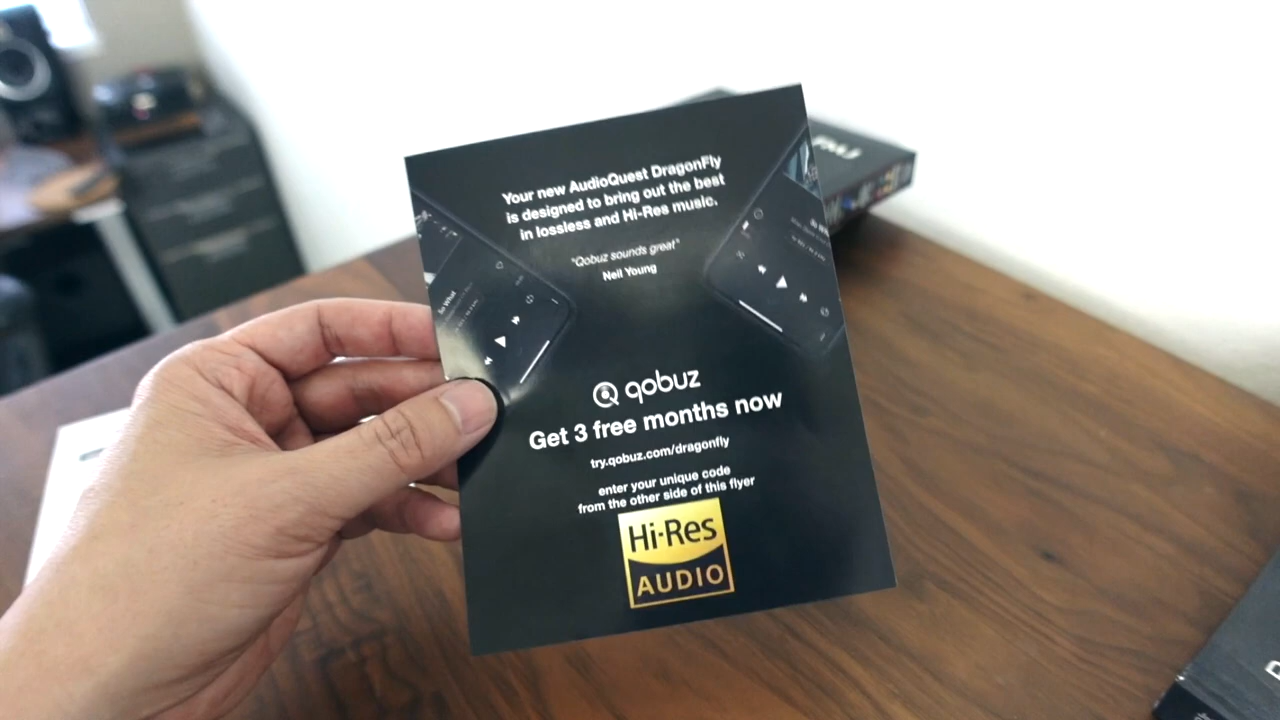 Your new AudioQuest DragonFly
is designed to bring out the best
in lossless and Hi-Res music.
"Qobuz sounds great"
Neil Young
So What
qobuz
Get 3 free months now
try.qobuz.com/dragonfly
enter your unique code
from the other side of this flyer
Hi-Res
AUDIO